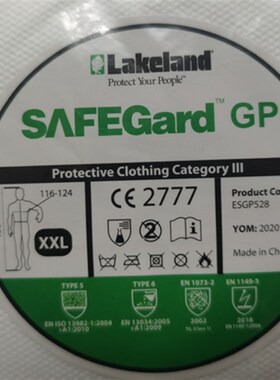 Lakeland
Protect Your People™
SAFEGard™ GP
Protective Clothing Category III
116-124
XXL
CE 2777
Product Co
ESGP528
YOM: 2020
Made in Ch
TYPE 5
EN ISO 13982-1:2004
+A1:2010
TYPE 6
EN 13034:2005
+A1:2009
EN 1073-2
2002
EN 1149-5
2018